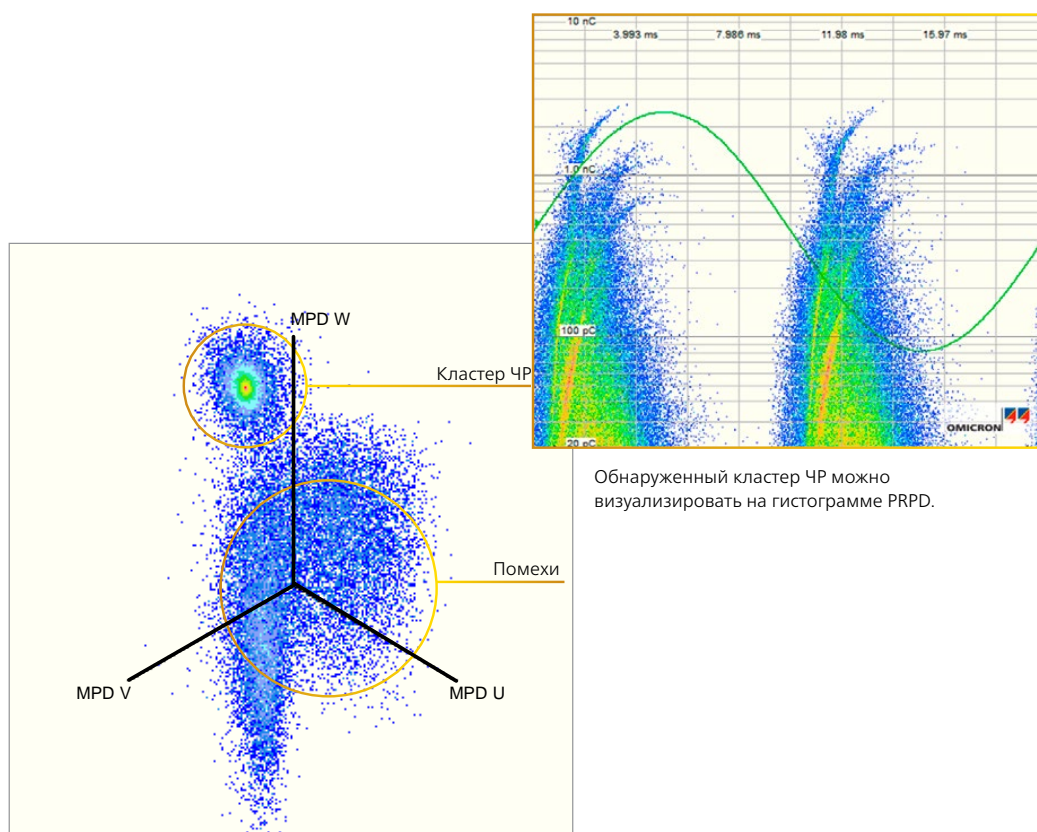 10 nC
3.993 ms 7.986 ms 11.98 ms 15.97 ms
1.0 nC
100 pC
20 pC
OMICRON
MPD W
Кластер ЧР
Обнаруженный кластер ЧР можно
визуализировать на гистограмме PRPD.
Помехи
MPD V
MPD U